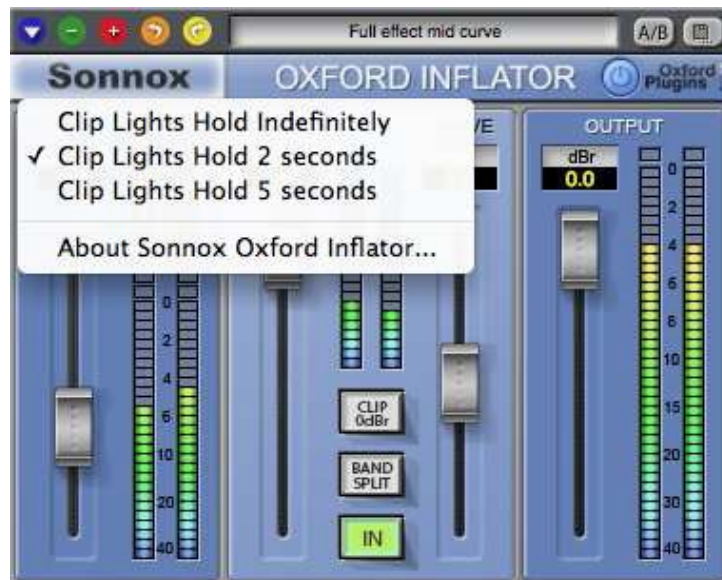 Full effect mid curve
A/B
Sonnox
OXFORD INFLATOR
Oxford
Plugins
Clip Lights Hold Indefinitely
✓ Clip Lights Hold 2 seconds
Clip Lights Hold 5 seconds
About Sonnox Oxford Inflator...
VE
OUTPUT
dBr
0.0
0
2
4
6
8
10
15
20
30
40
0
2
4
6
10
20
40
CLIP
0dBr
BAND
SPLIT
IN